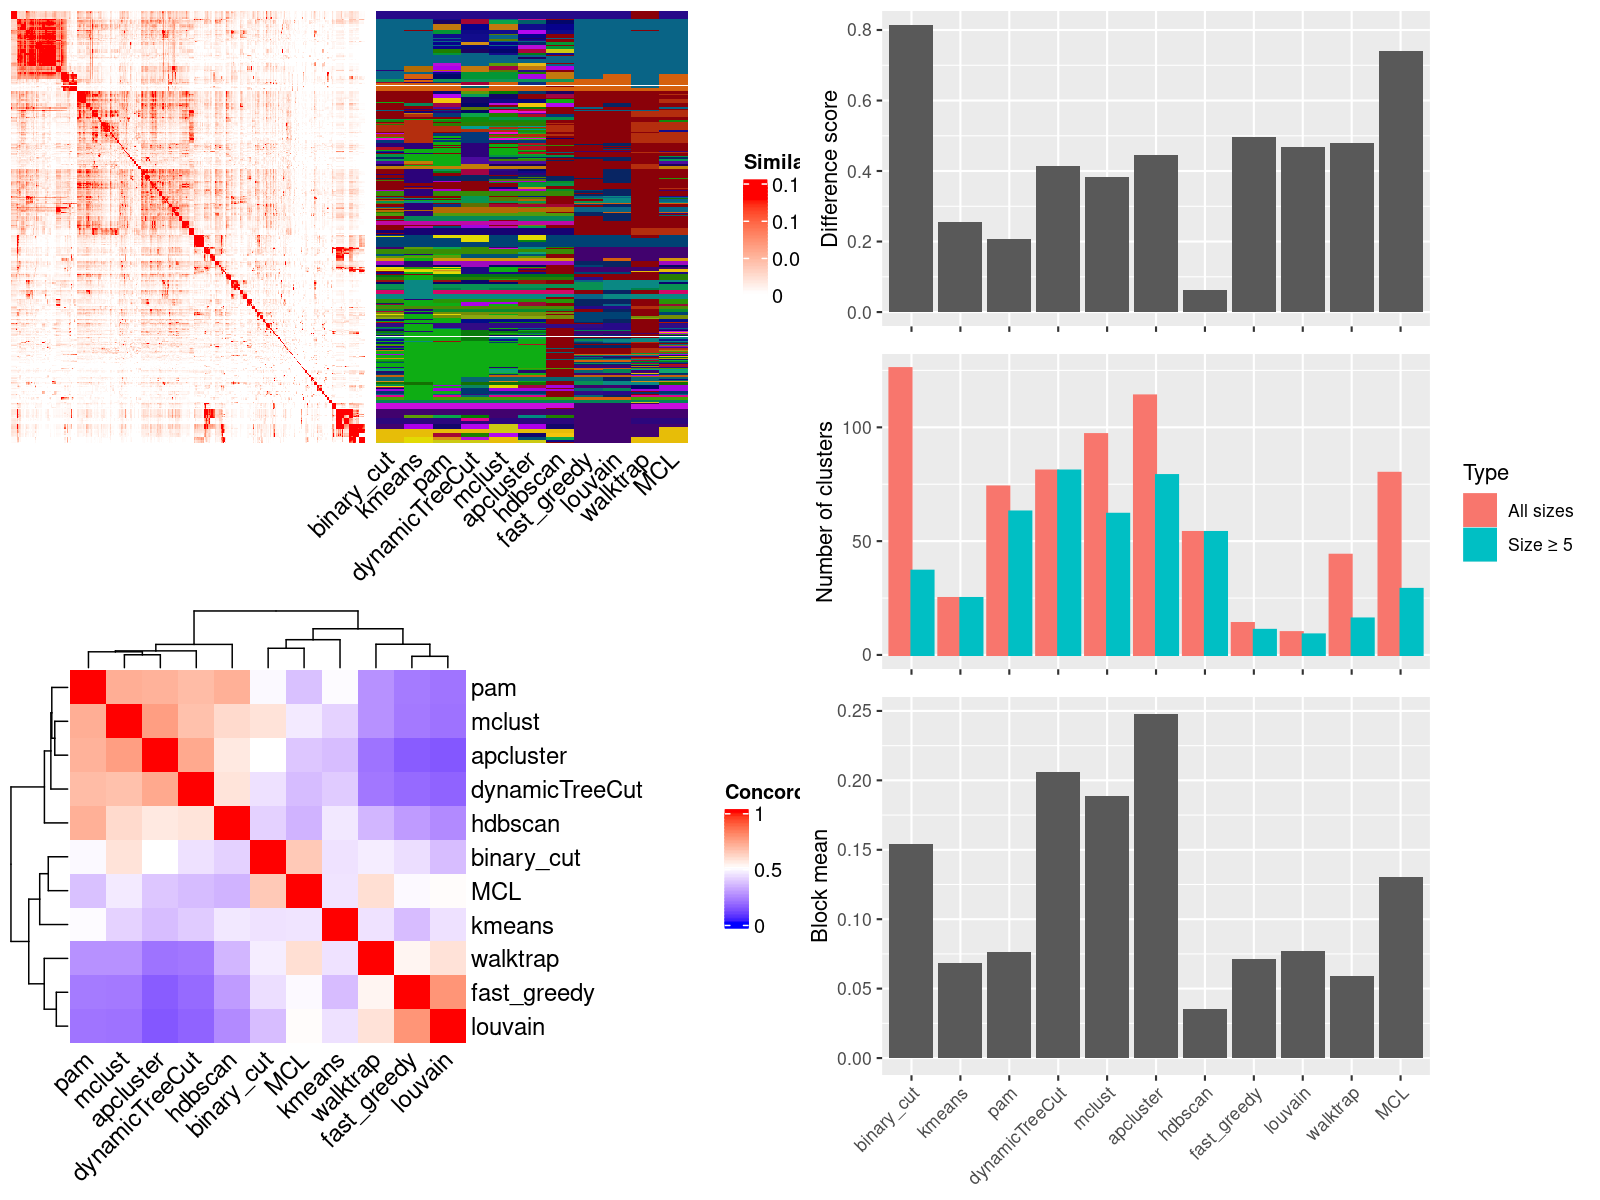 Simila
0.1
0.1
0.0
0
binary_cut
kmeans
pam
dynamicTreeCut
mclust
apcluster
hdbscan
fast_greedy
louvain
walktrap
MCL
pam
mclust
apcluster
dynamicTreeCut
hdbscan
binary_cut
MCL
kmeans
walktrap
fast_greedy
louvain
Concord
1
0.5
0
pam
mclust
apcluster
dynamicTreeCut
hdbscan
binary_cut
MCL
kmeans
walktrap
fast_greedy
louvain
Difference score
0.8
0.6
0.4
0.2
0.0
Number of clusters
100
50
0
Type
All sizes
Size ≥ 5
Block mean
0.25
0.20
0.15
0.10
0.05
0.00
binary_cut
kmeans
pam
dynamicTreeCut
mclust
apcluster
hdbscan
fast_greedy
louvain
walktrap
MCL